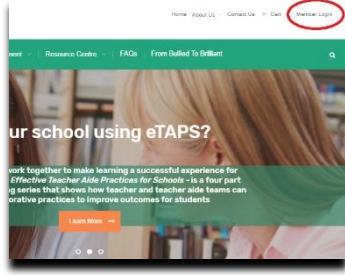 Home About Us Contact Us Cart Member Login
ment Resource Centre FAQs From Bullied To Brilliant
ur school using eTAPS?
work together to make learning a successful experience for
Effective Teacher Aide Practices for Schools - is a four part
ng series that shows how teacher and teacher aide teams can
orative practices to improve outcomes for students
Learn More